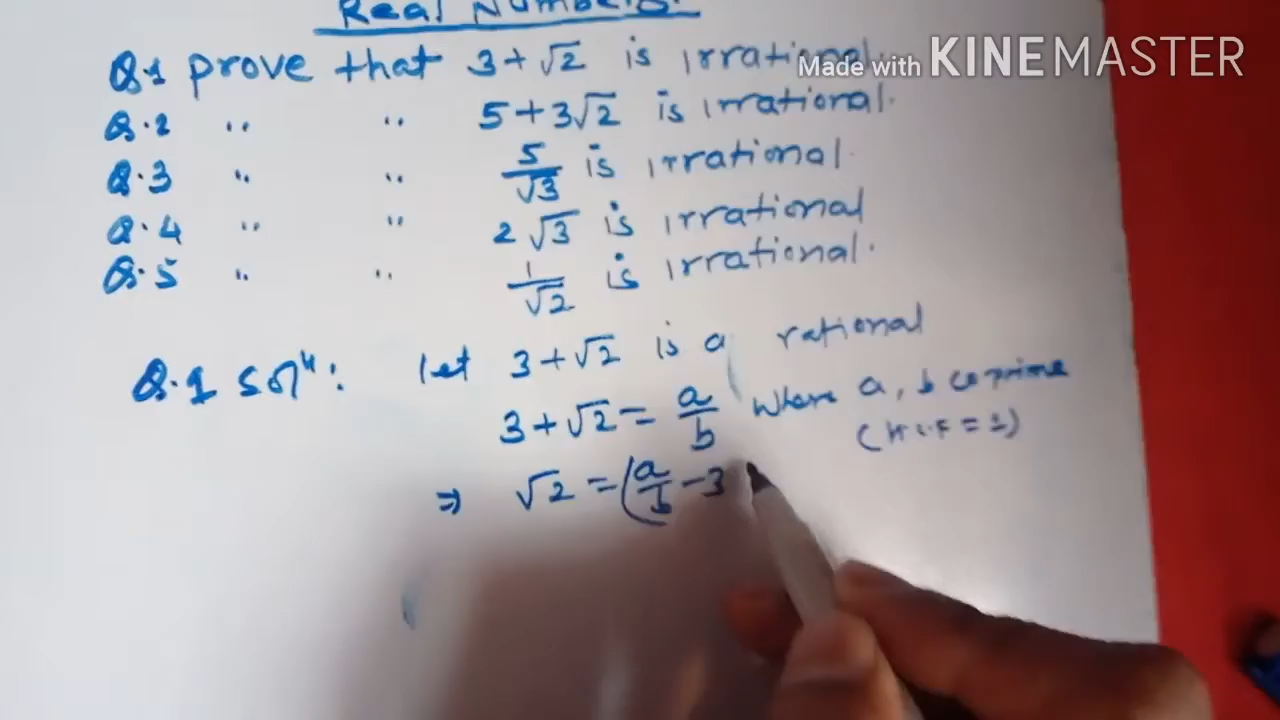 Real Numbers.
Q.1 prove that 3+√2 is irrational.
Made with KINEMASTER
Q.2 " " 5+3√2 is irrational.
Q.3 " " 5/√3 is irrational.
Q.4 " " 2√3 is irrational
Q.5 " " 1/√2 is irrational.
Q.1 solⁿ: let 3+√2 is a rational
3+√2 = a/b where a, b coprime
(H.C.F = 1)
⇒ √2 = (a/b - 3